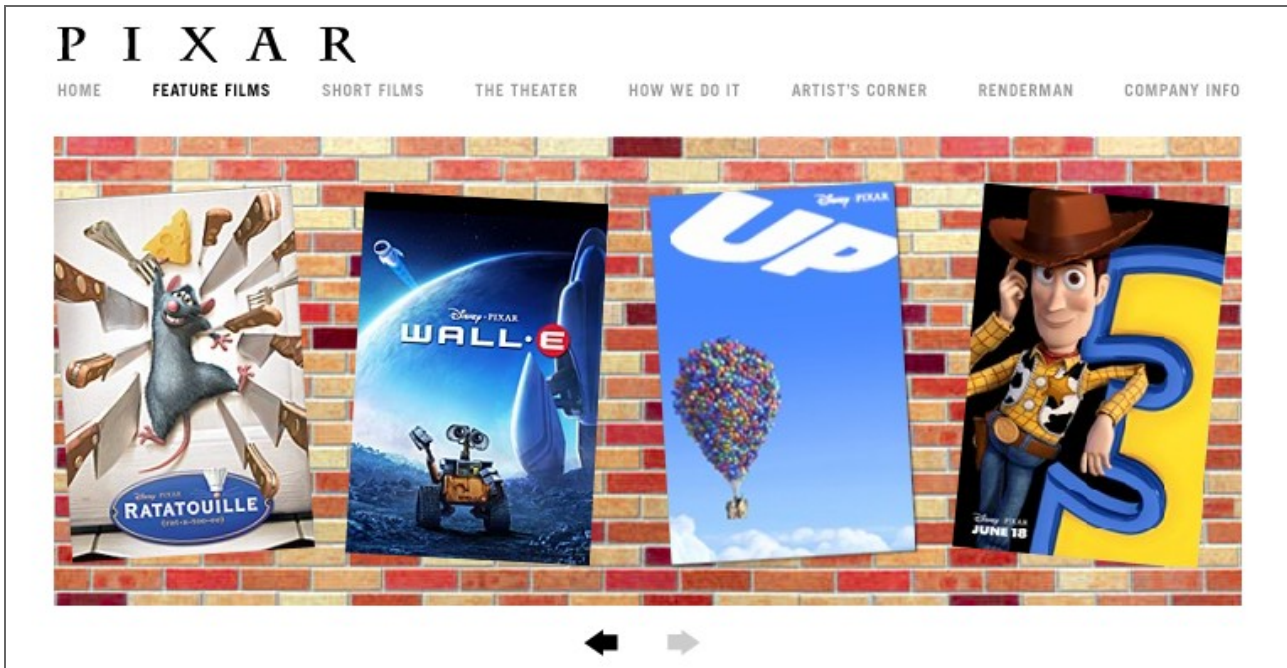 PIXAR
HOME FEATURE FILMS SHORT FILMS THE THEATER HOW WE DO IT ARTIST'S CORNER RENDERMAN COMPANY INFO
Disney PIXAR
RATATOUILLE
(rat·a·too·ee)
Disney·PIXAR
WALL·E
Disney PIXAR
UP
3
Disney PIXAR
JUNE 18